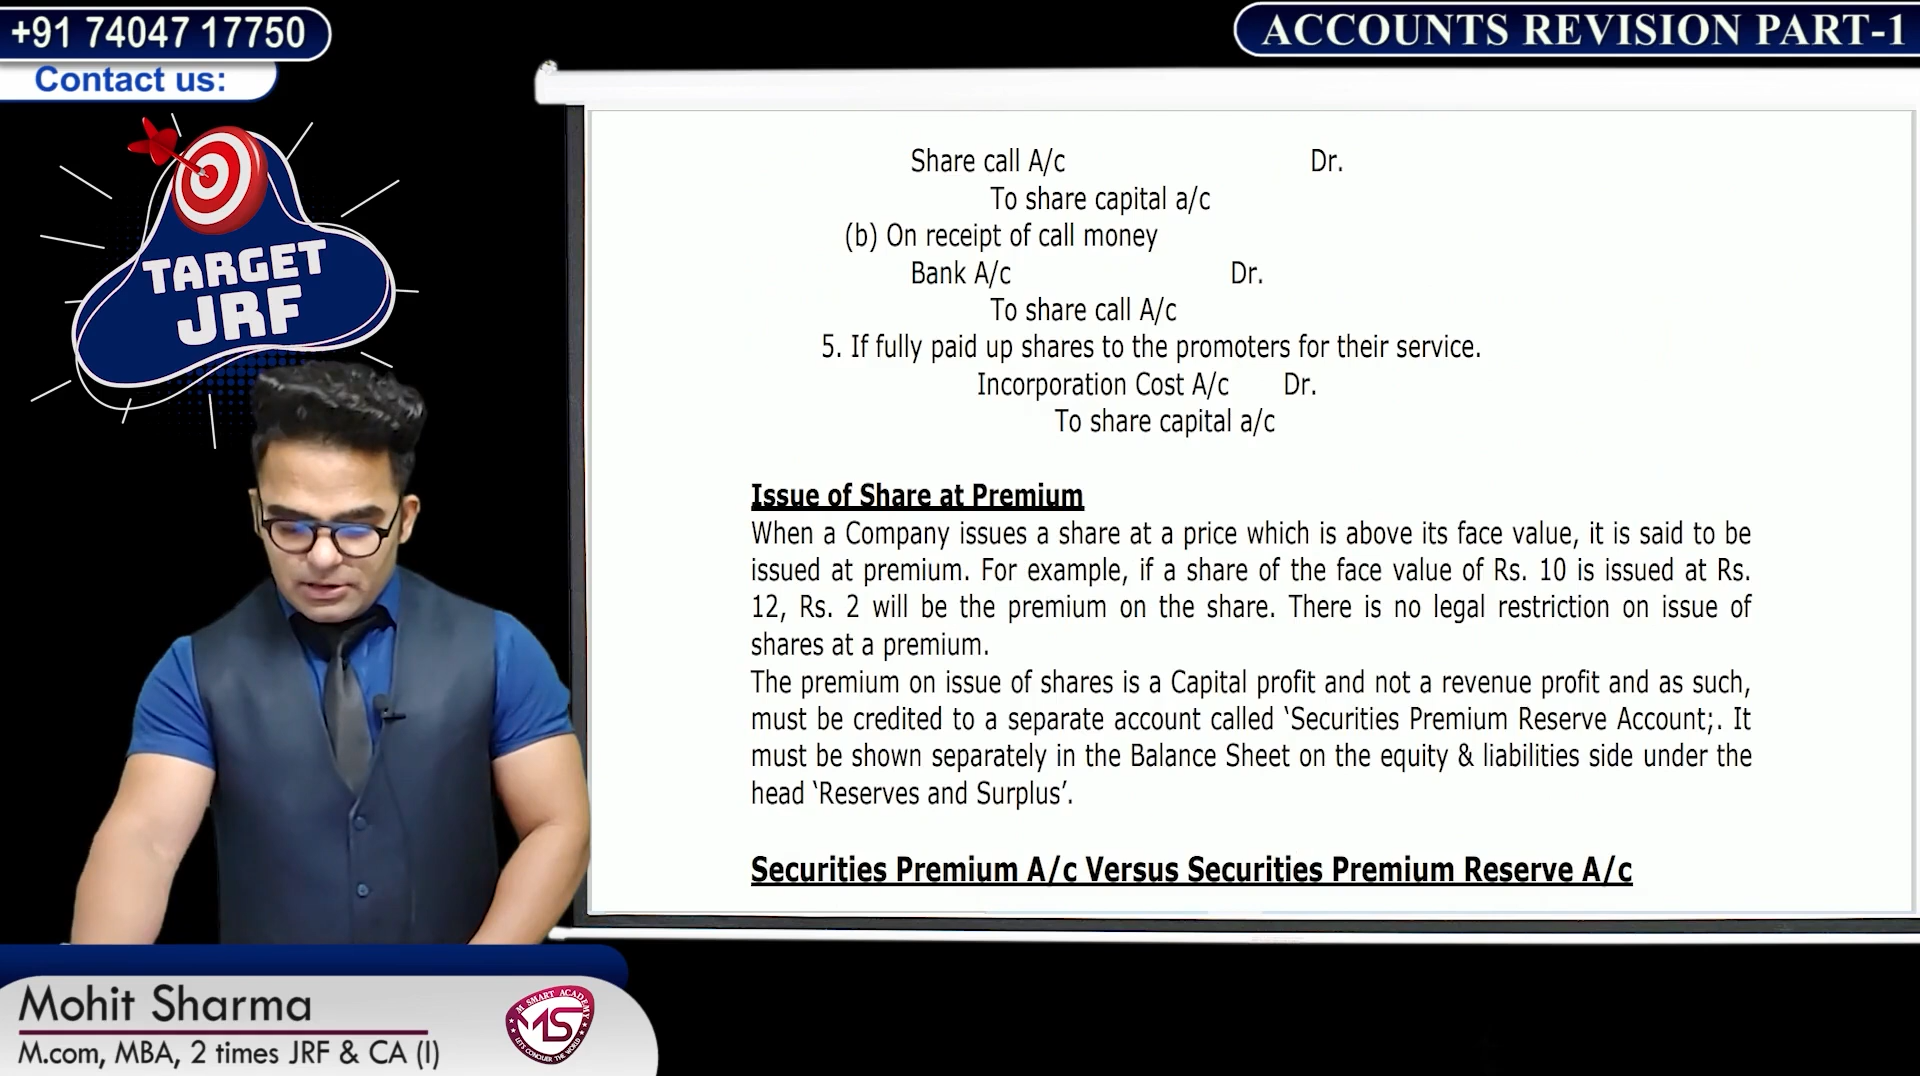 +91 74047 17750
Contact us:
ACCOUNTS REVISION PART-1
TARGET
JRF
Share call A/c Dr.
To share capital a/c
(b) On receipt of call money
Bank A/c Dr.
To share call A/c
5. If fully paid up shares to the promoters for their service.
Incorporation Cost A/c Dr.
To share capital a/c
Issue of Share at Premium
When a Company issues a share at a price which is above its face value, it is said to be
issued at premium. For example, if a share of the face value of Rs. 10 is issued at Rs.
12, Rs. 2 will be the premium on the share. There is no legal restriction on issue of
shares at a premium.
The premium on issue of shares is a Capital profit and not a revenue profit and as such,
must be credited to a separate account called ‘Securities Premium Reserve Account;. It
must be shown separately in the Balance Sheet on the equity & liabilities side under the
head ‘Reserves and Surplus’.
Securities Premium A/c Versus Securities Premium Reserve A/c
Mohit Sharma
M.com, MBA, 2 times JRF & CA (I)
M SMART ACADEMY
MS
LETS CONQUER THE WORLD